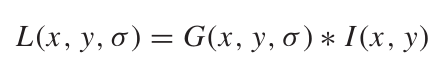 L(x, y, σ) = G(x, y, σ) ∗ I(x, y)